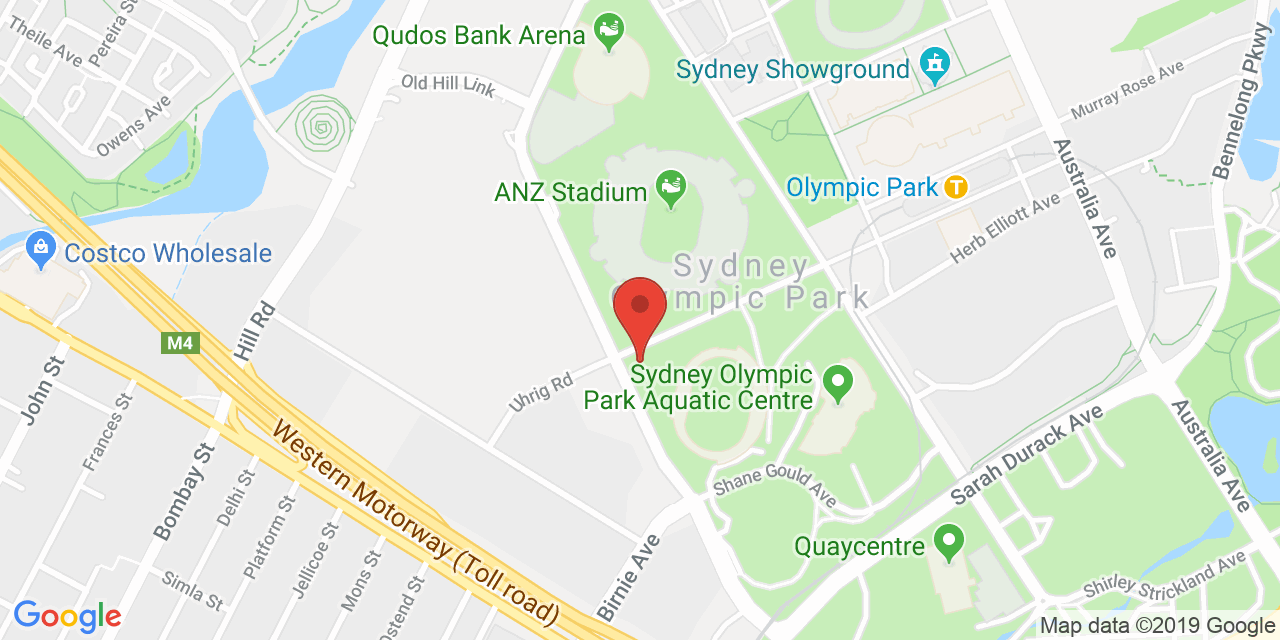 Theile Ave
Pereira St
Owens Ave
Qudos Bank Arena
Old Hill Link
Sydney Showground
Murray Rose Ave
Bennelong Pkwy
Australia Ave
ANZ Stadium
Olympic Park
T
Herb Elliott Ave
Costco Wholesale
Sydney
Olympic Park
M4
Hill Rd
Uhrig Rd
John St
Frances St
Sydney Olympic
Park Aquatic Centre
Western Motorway (Toll road)
Bombay St
Delhi St
Platform St
Jellicoe St
Mons St
Ostend St
Simla St
Birnie Ave
Shane Gould Ave
Sarah Durack Ave
Australia Ave
Quaycentre
Shirley Strickland Ave
Google
Map data ©2019 Google